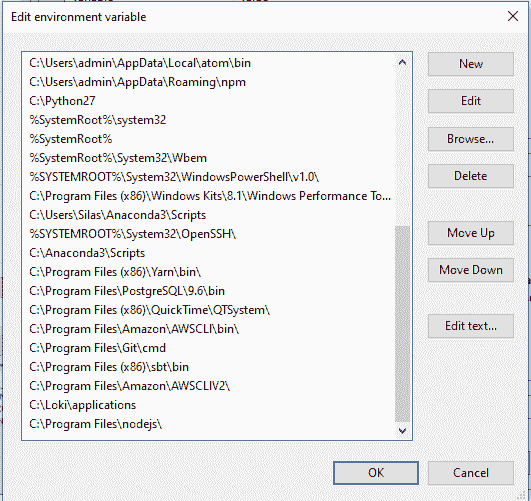 Edit environment variable
C:\Users\admin\AppData\Local\atom\bin
C:\Users\admin\AppData\Roaming\npm
C:\Python27
%SystemRoot%\system32
%SystemRoot%
%SystemRoot%\System32\Wbem
%SYSTEMROOT%\System32\WindowsPowerShell\v1.0\
C:\Program Files (x86)\Windows Kits\8.1\Windows Performance To...
C:\Users\Silas\Anaconda3\Scripts
%SYSTEMROOT%\System32\OpenSSH\
C:\Anaconda3\Scripts
C:\Program Files (x86)\Yarn\bin\
C:\Program Files\PostgreSQL\9.6\bin
C:\Program Files (x86)\QuickTime\QTSystem\
C:\Program Files\Amazon\AWSCLI\bin\
C:\Program Files\Git\cmd
C:\Program Files (x86)\sbt\bin
C:\Program Files\Amazon\AWSCLIV2\
C:\Loki\applications
C:\Program Files\nodejs\
New
Edit
Browse...
Delete
Move Up
Move Down
Edit text...
OK
Cancel